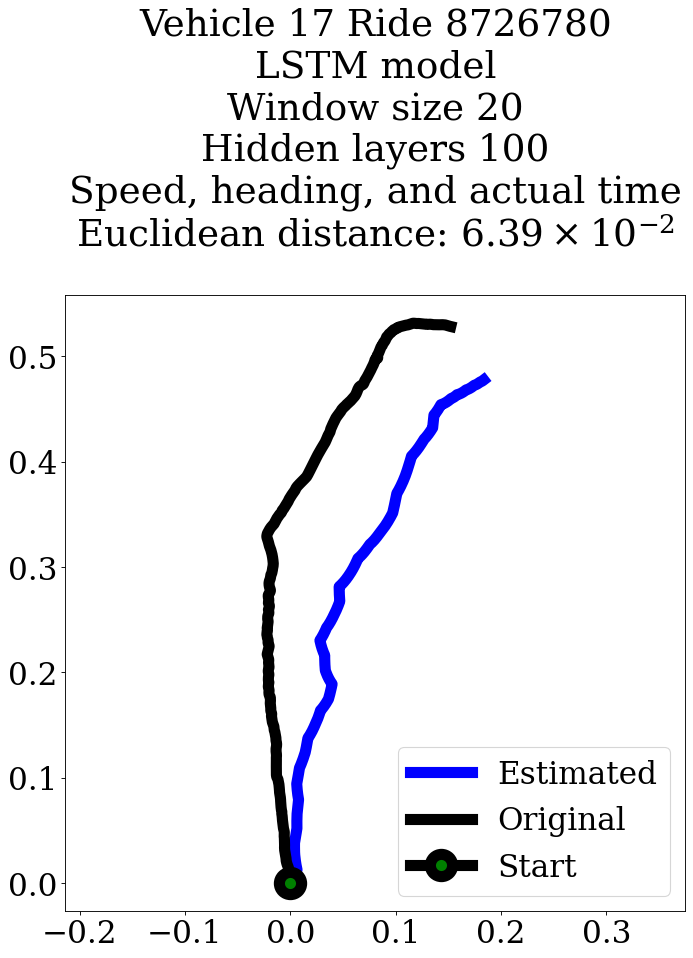 Vehicle 17 Ride 8726780
LSTM model
Window size 20
Hidden layers 100
Speed, heading, and actual time
Euclidean distance: 6.39 × 10⁻²
0.5
0.4
0.3
0.2
0.1
0.0
Estimated
Original
Start
−0.2 −0.1 0.0 0.1 0.2 0.3